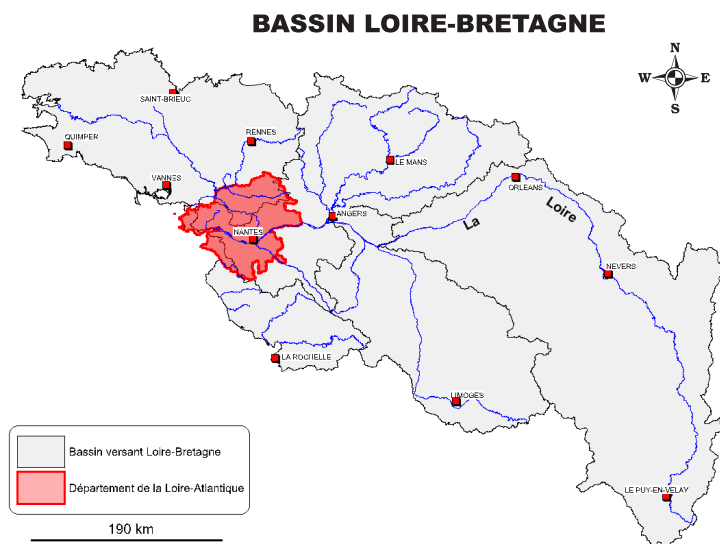 BASSIN LOIRE-BRETAGNE
N
W E
S
SAINT-BRIEUC
QUIMPER
RENNES
LE MANS
VANNES
ORLEANS
ANGERS
La Loire
NANTES
NEVERS
LA ROCHELLE
LIMOGES
LE PUY-EN-VELAY
Bassin versant Loire-Bretagne
Département de la Loire-Atlantique
190 km